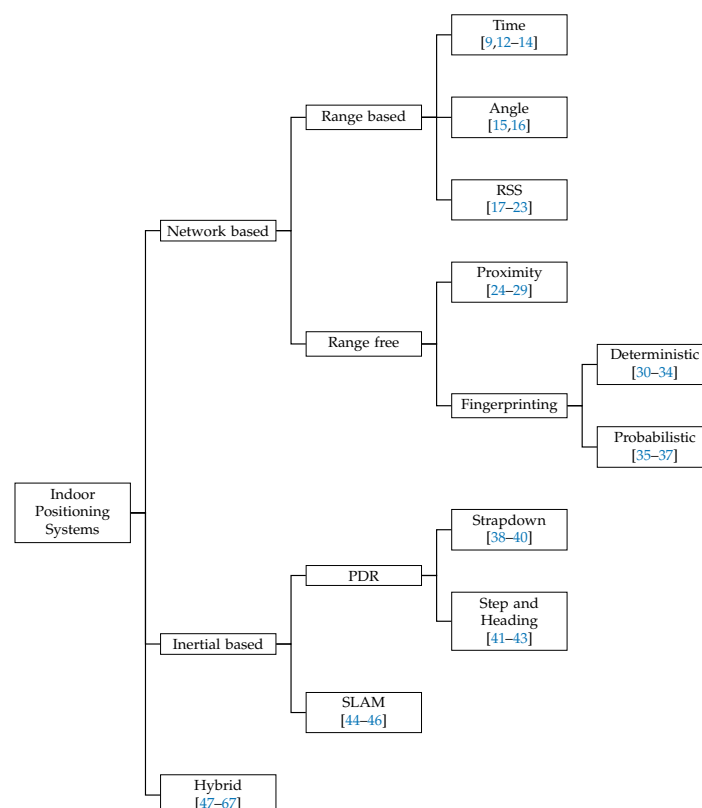 Time
[9,12–14]
Range based
Angle
[15,16]
RSS
[17–23]
Network based
Proximity
[24–29]
Range free
Deterministic
[30–34]
Fingerprinting
Probabilistic
[35–37]
Indoor
Positioning
Systems
Strapdown
[38–40]
PDR
Step and
Heading
[41–43]
Inertial based
SLAM
[44–46]
Hybrid
[47–67]